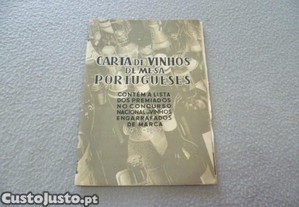 CARTA DE VINHOS
DE MESA
PORTUGUESES
CONTÉM A LISTA
DOS PREMIADOS
NO CONCURSO
NACIONAL DE VINHOS
ENGARRAFADOS
DE MARCA
CustoJusto.pt